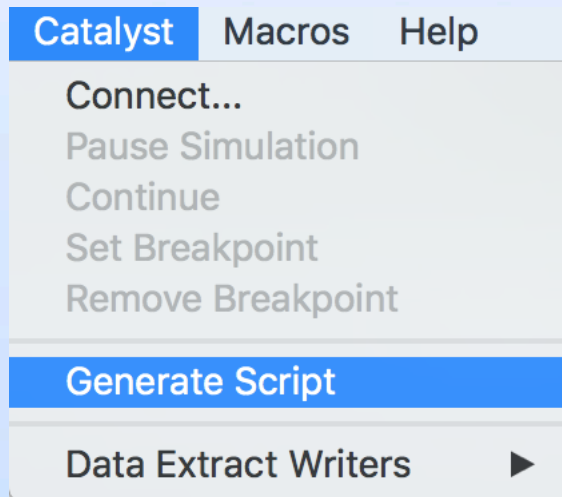 Catalyst Macros Help
Connect...
Pause Simulation
Continue
Set Breakpoint
Remove Breakpoint
Generate Script
Data Extract Writers